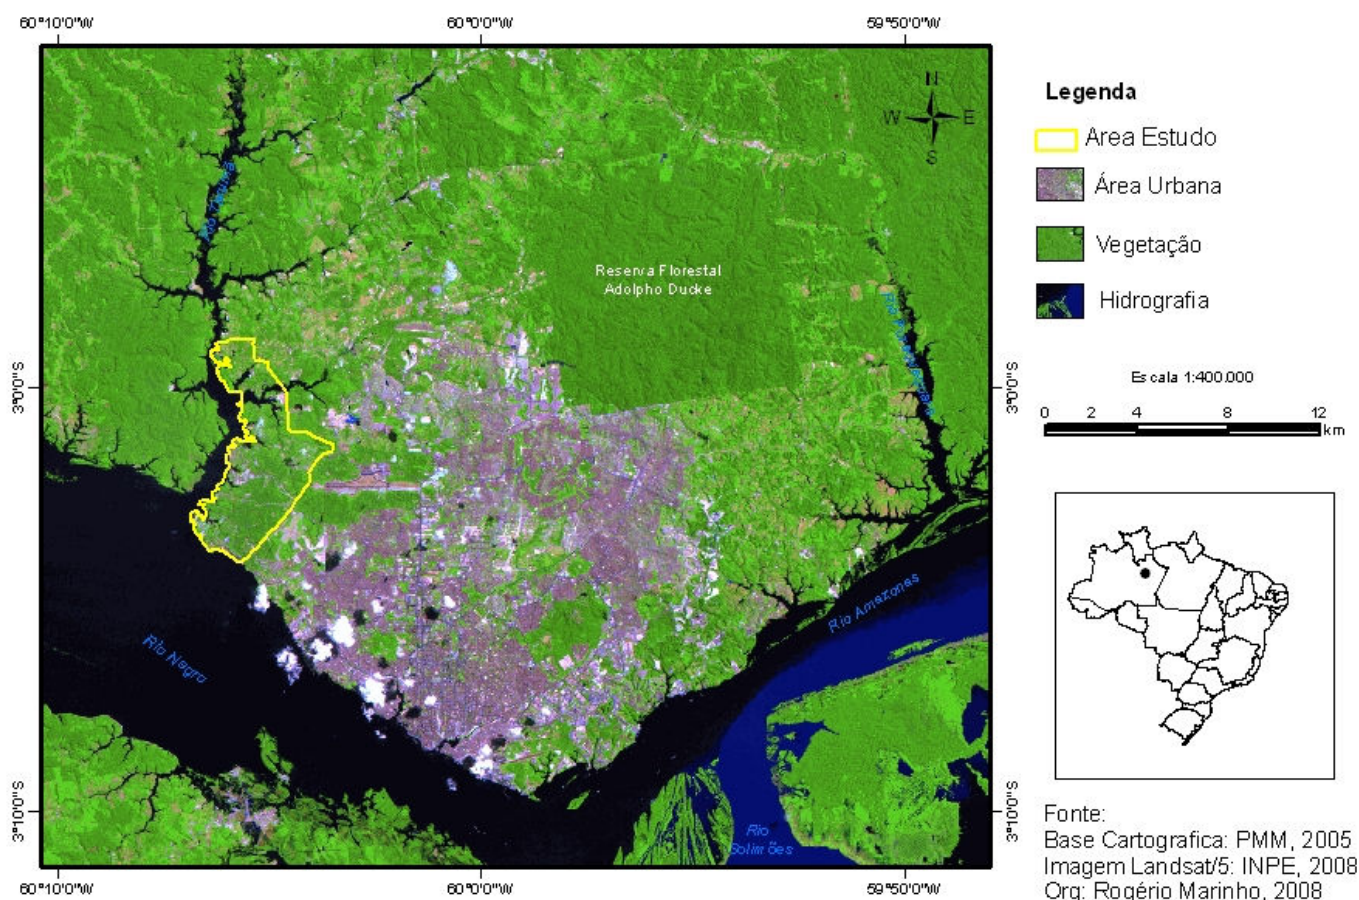 60°10'0"W
60°0'0"W
59°50'0"W
N
W E
S
Reserva Florestal
Adolpho Ducke
3°0'0"S
3°0'0"S
Rio Negro
Rio Amazonas
Rio
Solimões
3°10'0"S
3°10'0"S
60°10'0"W
60°0'0"W
59°50'0"W
Legenda
Area Estudo
Área Urbana
Vegetação
Hidrografia
Escala 1:400.000
0 2 4 8 12
km
Fonte:
Base Cartografica: PMM, 2005
Imagem Landsat/5: INPE, 2008
Org: Rogério Marinho, 2008